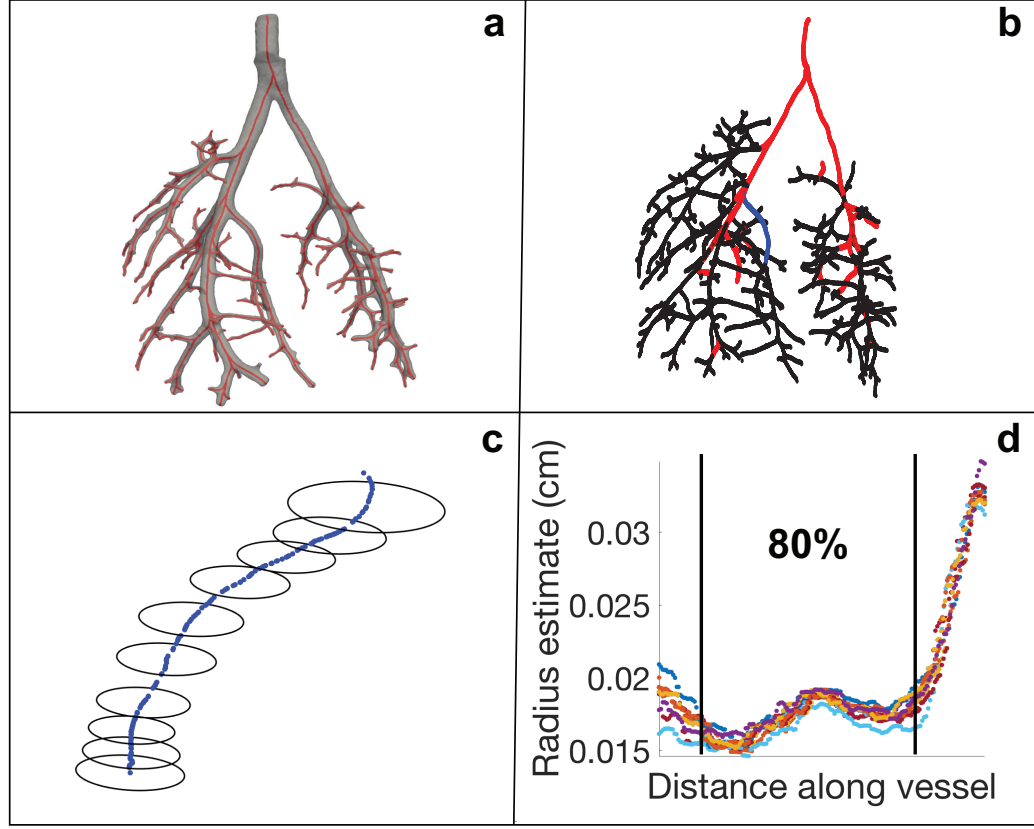 a
b
c
d
Radius estimate (cm)
0.03
0.025
0.02
0.015
80%
Distance along vessel